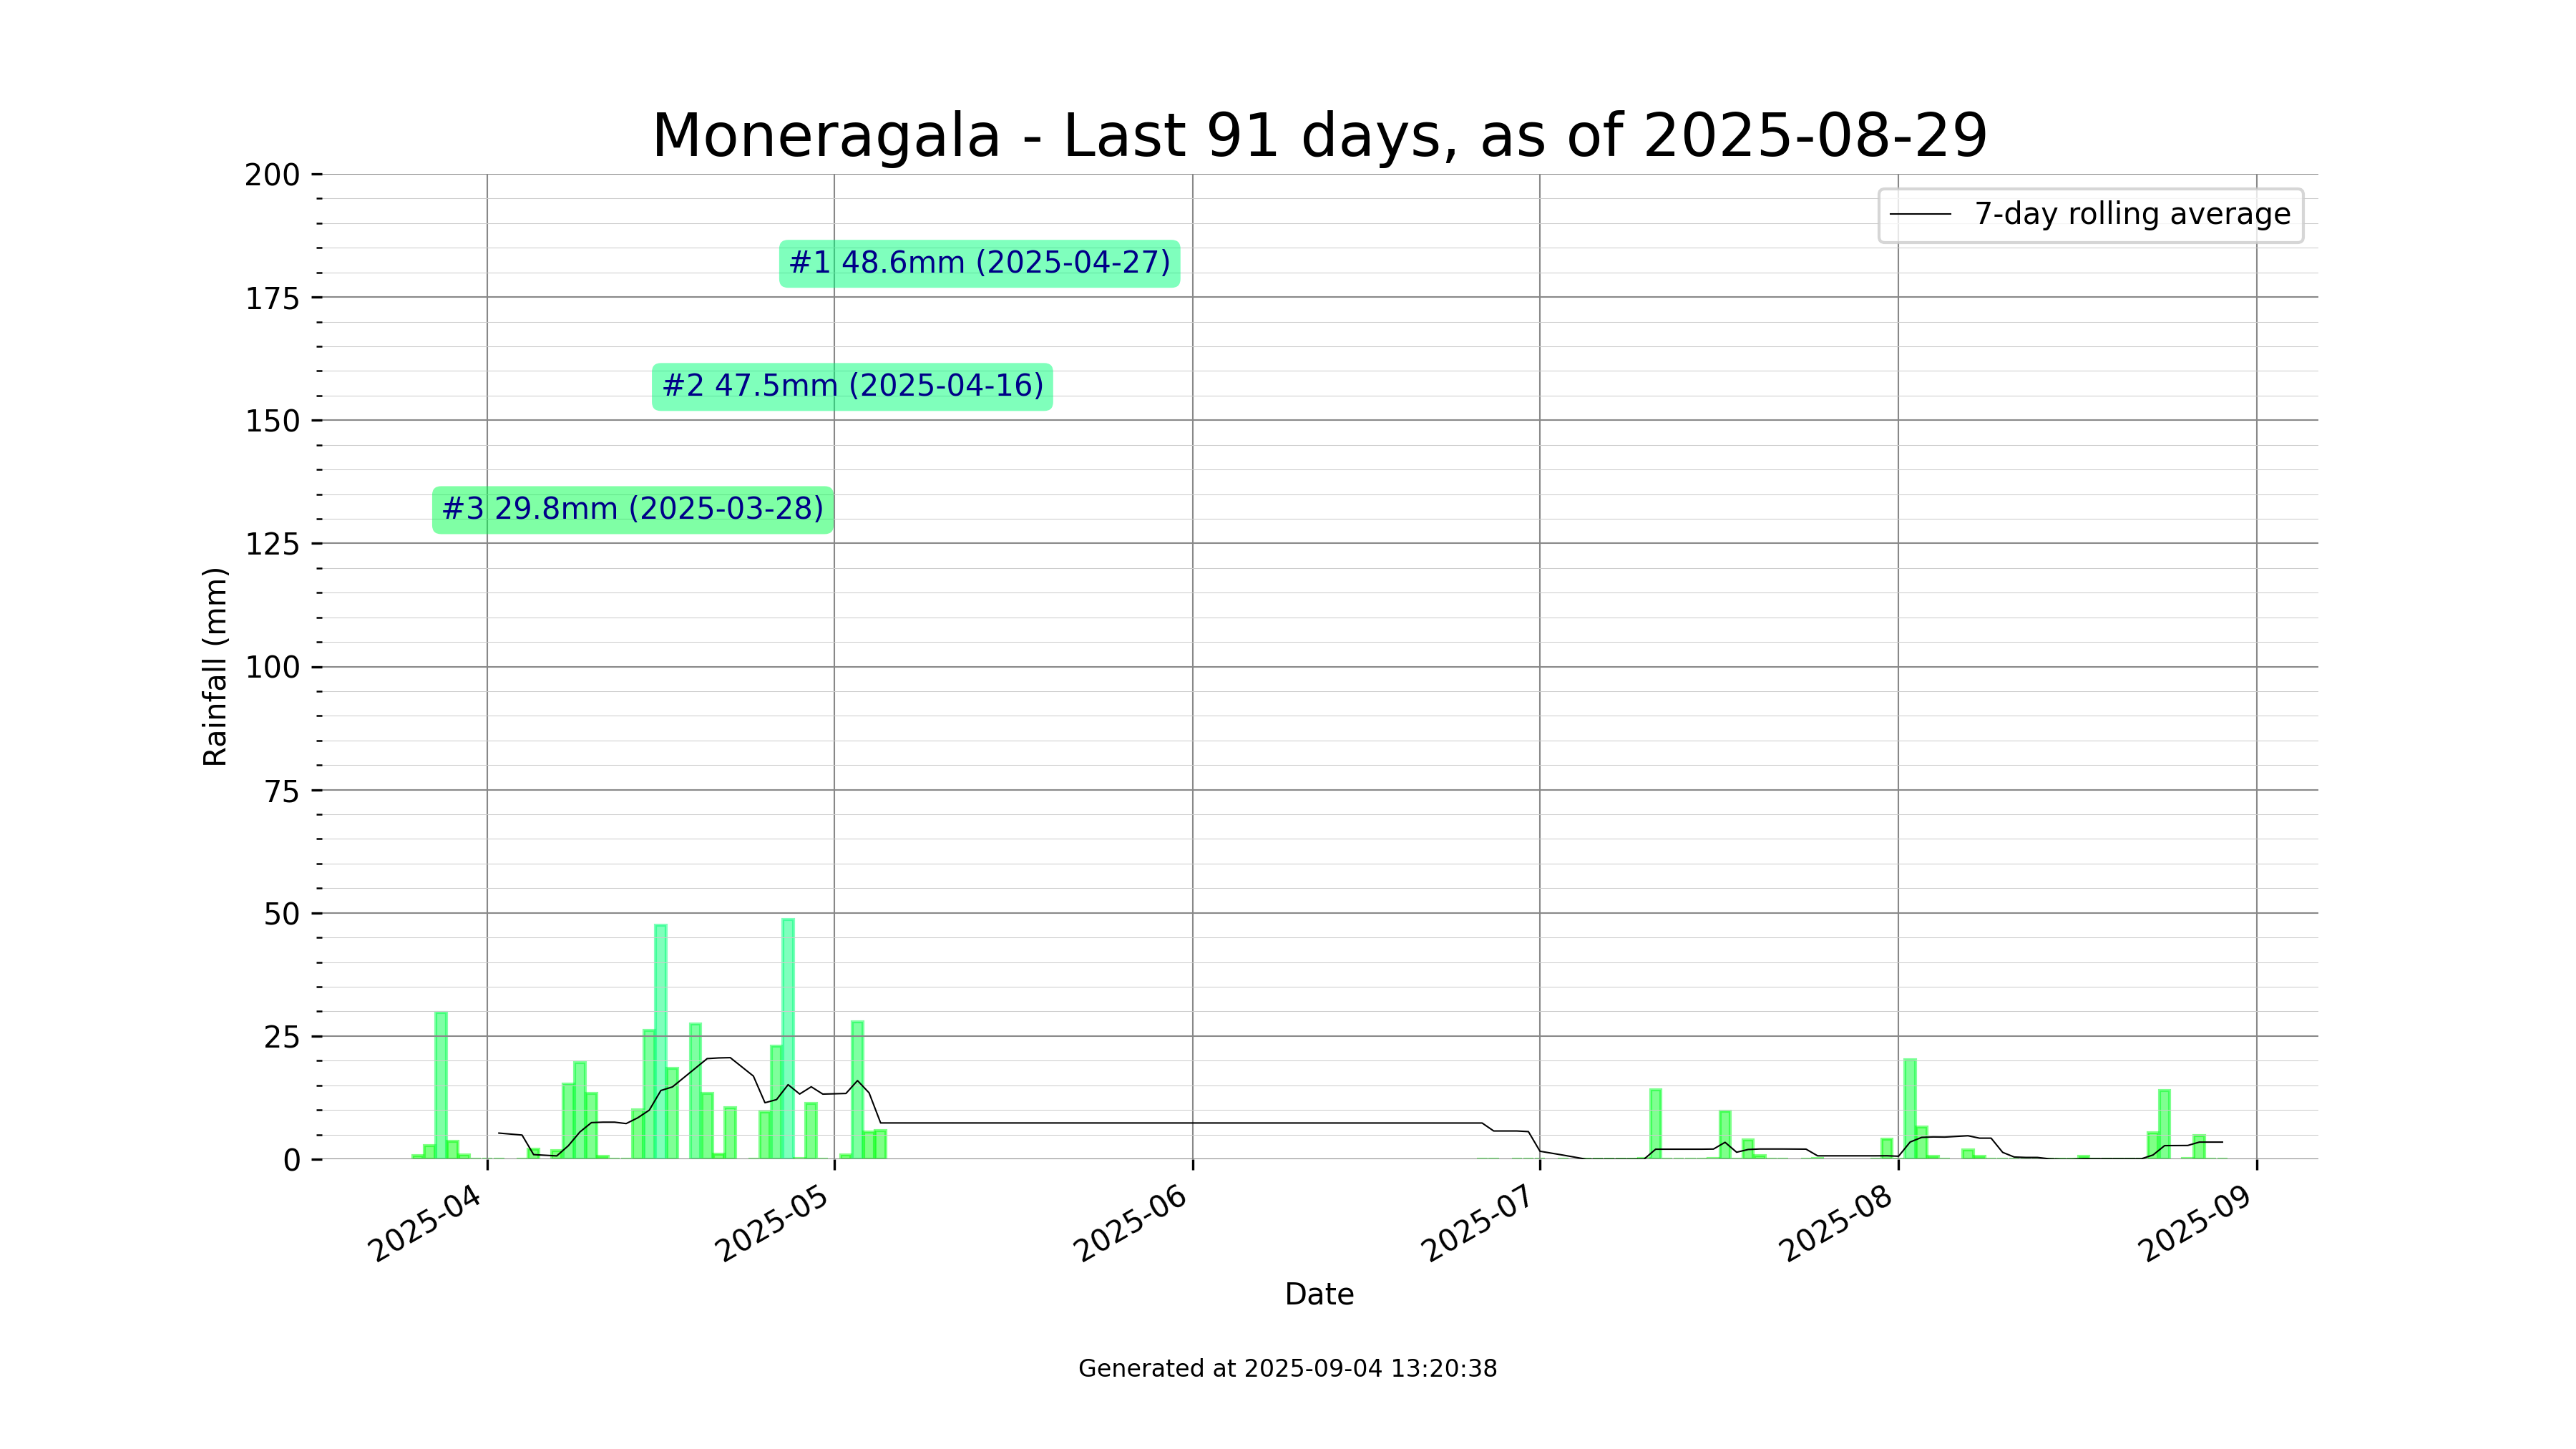 Moneragala - Last 91 days, as of 2025-08-29
200
175
150
125
100
75
50
25
0
Rainfall (mm)
7-day rolling average
#1 48.6mm (2025-04-27)
#2 47.5mm (2025-04-16)
#3 29.8mm (2025-03-28)
2025-04
2025-05
2025-06
2025-07
2025-08
2025-09
Date
Generated at 2025-09-04 13:20:38